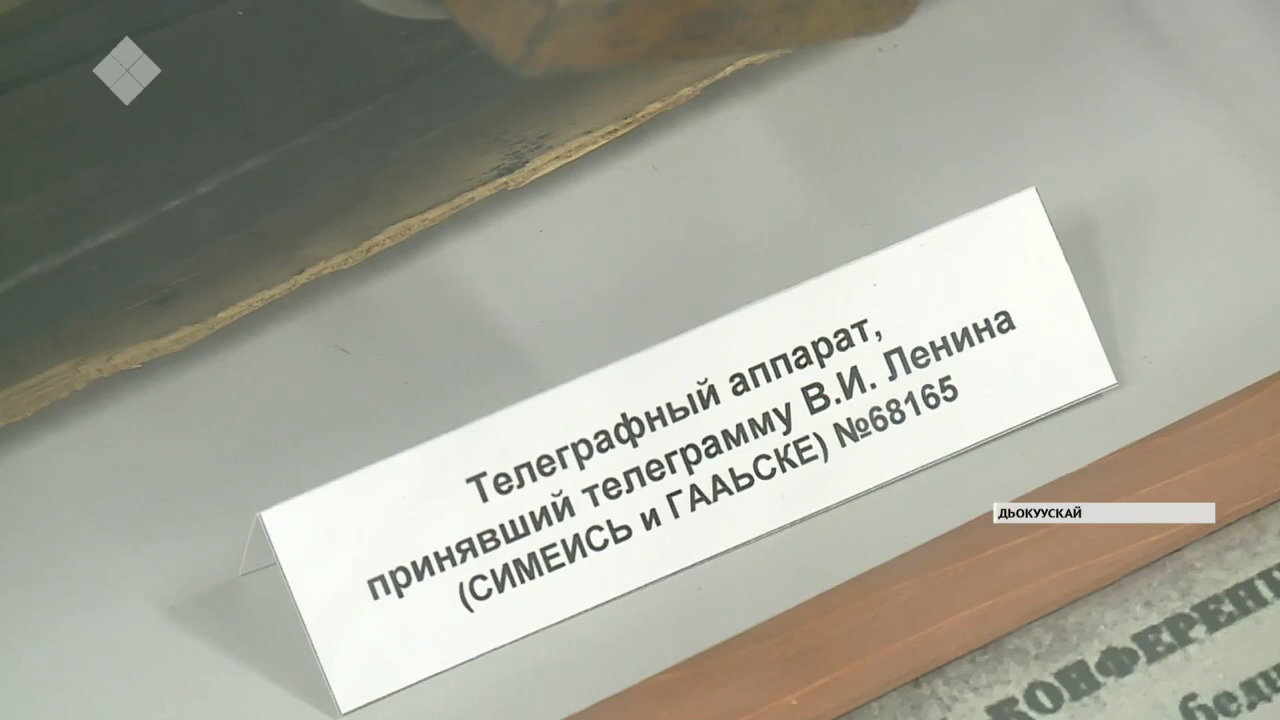 Телеграфный аппарат,
принявший телеграмму В.И. Ленина
(СИМЕИСЬ и ГААЬСКЕ) №68165
ДЬОКУУСКАЙ